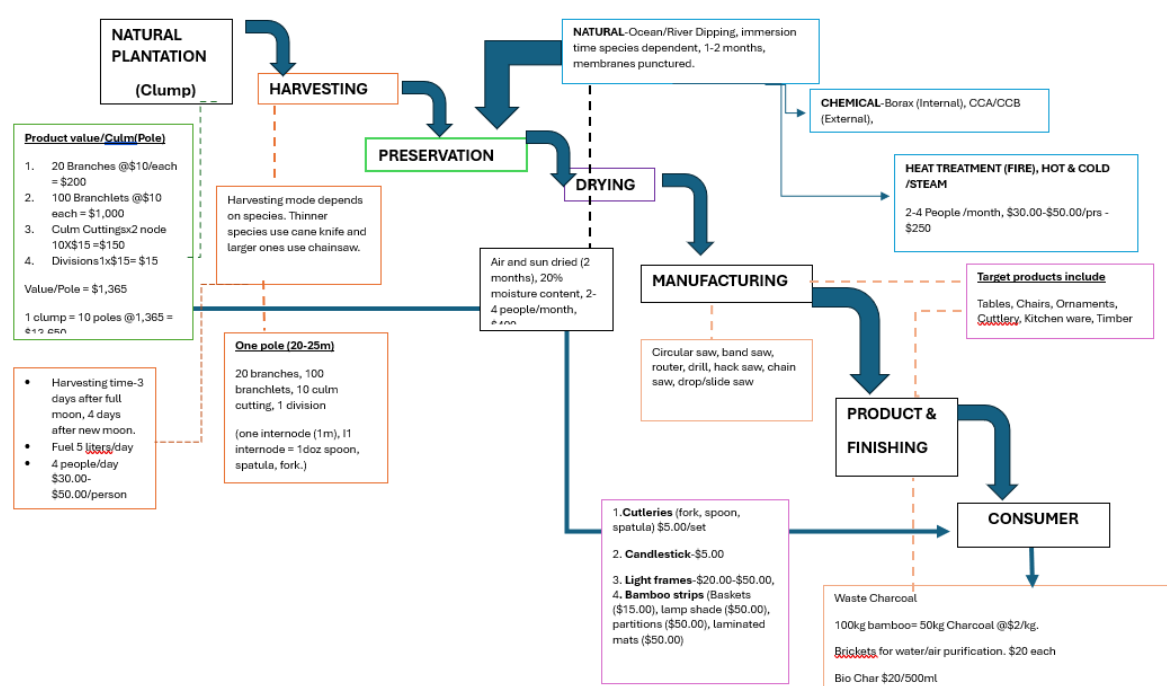 NATURAL
PLANTATION
(Clump)
HARVESTING
NATURAL-Ocean/River Dipping, immersion
time species dependent, 1-2 months,
membranes punctured.
CHEMICAL-Borax (Internal), CCA/CCB
(External),
Product value/Culm(Pole)
1. 20 Branches @$10/each
= $200
2. 100 Branchlets @$10
each = $1,000
3. Culm Cuttingsx2 node
10X$15 =$150
4. Divisions1x$15= $15
Value/Pole = $1,365
1 clump = 10 poles @1,365 =
$13,650
PRESERVATION
HEAT TREATMENT (FIRE), HOT & COLD
/STEAM
2-4 People /month, $30.00-$50.00/prs -
$250
DRYING
Harvesting mode depends
on species. Thinner
species use cane knife and
larger ones use chainsaw.
Air and sun dried (2
months), 20%
moisture content, 2-
4 people/month,
$400
MANUFACTURING
Target products include
Tables, Chairs, Ornaments,
Cuttlery, Kitchen ware, Timber
One pole (20-25m)
20 branches, 100
branchlets, 10 culm
cutting, 1 division
(one internode (1m), I1
internode = 1doz spoon,
spatula, fork.)
Circular saw, band saw,
router, drill, hack saw, chain
saw, drop/slide saw
• Harvesting time-3
days after full
moon, 4 days
after new moon.
• Fuel 5 liters/day
• 4 people/day
$30.00-
$50.00/person
PRODUCT &
FINISHING
1.Cutleries (fork, spoon,
spatula) $5.00/set
2. Candlestick-$5.00
3. Light frames-$20.00-$50.00,
4. Bamboo strips (Baskets
($15.00), lamp shade ($50.00),
partitions ($50.00), laminated
mats ($50.00)
CONSUMER
Waste Charcoal
100kg bamboo= 50kg Charcoal @$2/kg.
Brickets for water/air purification. $20 each
Bio Char $20/500ml